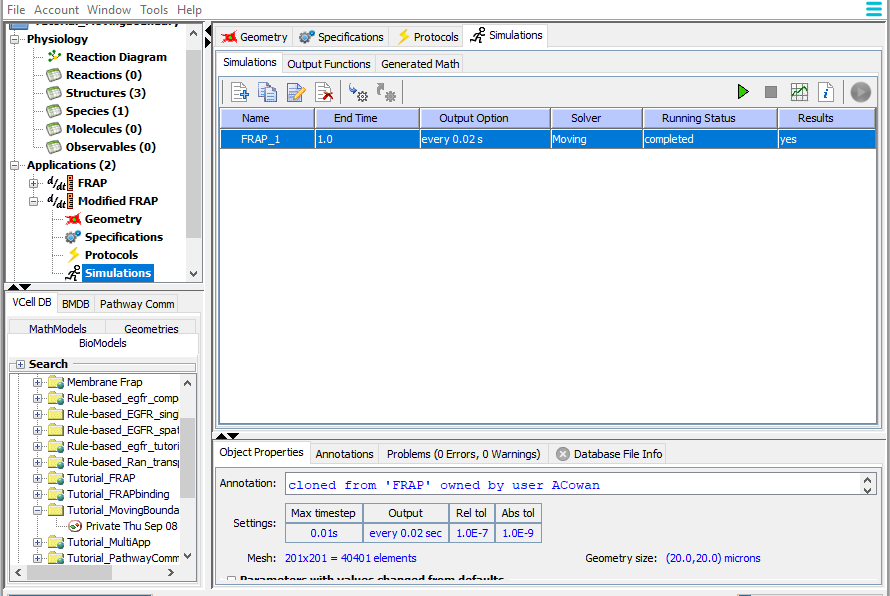 File Account Window Tools Help
Physiology
Reaction Diagram
Reactions (0)
Structures (3)
Species (1)
Molecules (0)
Observables (0)
Applications (2)
d/dt FRAP
d/dt Modified FRAP
Geometry
Specifications
Protocols
Simulations
VCell DB BMDB Pathway Comm
MathModels Geometries
BioModels
Search
Membrane Frap
Rule-based_egfr_comp
Rule-based_EGFR_sing
Rule-based_EGFR_spat
Rule-based_egfr_tutori
Rule-based_Ran_transp
Tutorial_FRAP
Tutorial_FRAPbinding
Tutorial_MovingBounda
Private Thu Sep 08
Tutorial_MultiApp
Tutorial_PathwayComm
Geometry Specifications Protocols Simulations
Simulations Output Functions Generated Math
Name End Time Output Option Solver Running Status Results
FRAP_1 1.0 every 0.02 s Moving completed yes
Object Properties Annotations Problems (0 Errors, 0 Warnings) Database File Info
Annotation: cloned from 'FRAP' owned by user ACowan
Settings:
Max timestep Output Rel tol Abs tol
0.01s every 0.02 sec 1.0E-7 1.0E-9
Mesh: 201x201 = 40401 elements Geometry size: (20.0,20.0) microns
Parameters with values changed from defaults